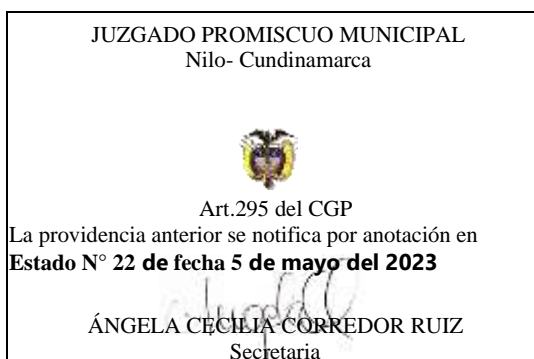 JUZGADO PROMISCUO MUNICIPAL
Nilo- Cundinamarca
Art.295 del CGP
La providencia anterior se notifica por anotación en
Estado N° 22 de fecha 5 de mayo del 2023
ÁNGELA CECILIA CORREDOR RUIZ
Secretaria